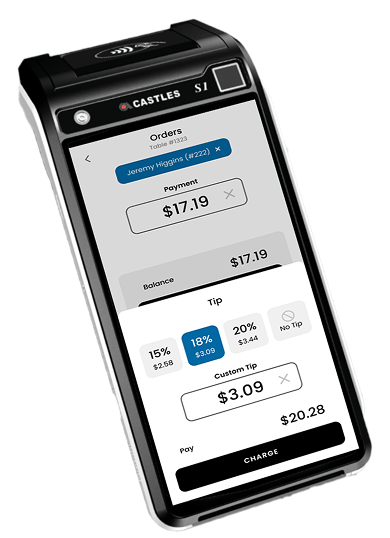 CASTLES S1
Orders
Table #1323
Jeremy Higgins (#222) ×
Payment
$17.19
Balance $17.19
Tip
15% 18% 20%
$2.58 $3.09 $3.44 No Tip
Custom Tip
$3.09
Pay $20.28
CHARGE